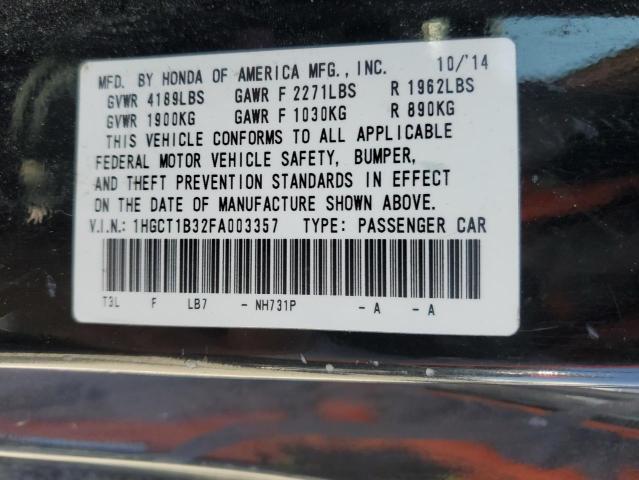 MFD. BY HONDA OF AMERICA MFG., INC. 10/'14
GVWR 4189LBS GAWR F 2271LBS R 1962LBS
GVWR 1900KG GAWR F 1030KG R 890KG
THIS VEHICLE CONFORMS TO ALL APPLICABLE
FEDERAL MOTOR VEHICLE SAFETY, BUMPER,
AND THEFT PREVENTION STANDARDS IN EFFECT
ON THE DATE OF MANUFACTURE SHOWN ABOVE.
V.I.N.: 1HGCT1B32FA003357 TYPE: PASSENGER CAR
T3L F LB7 - NH731P - A - A